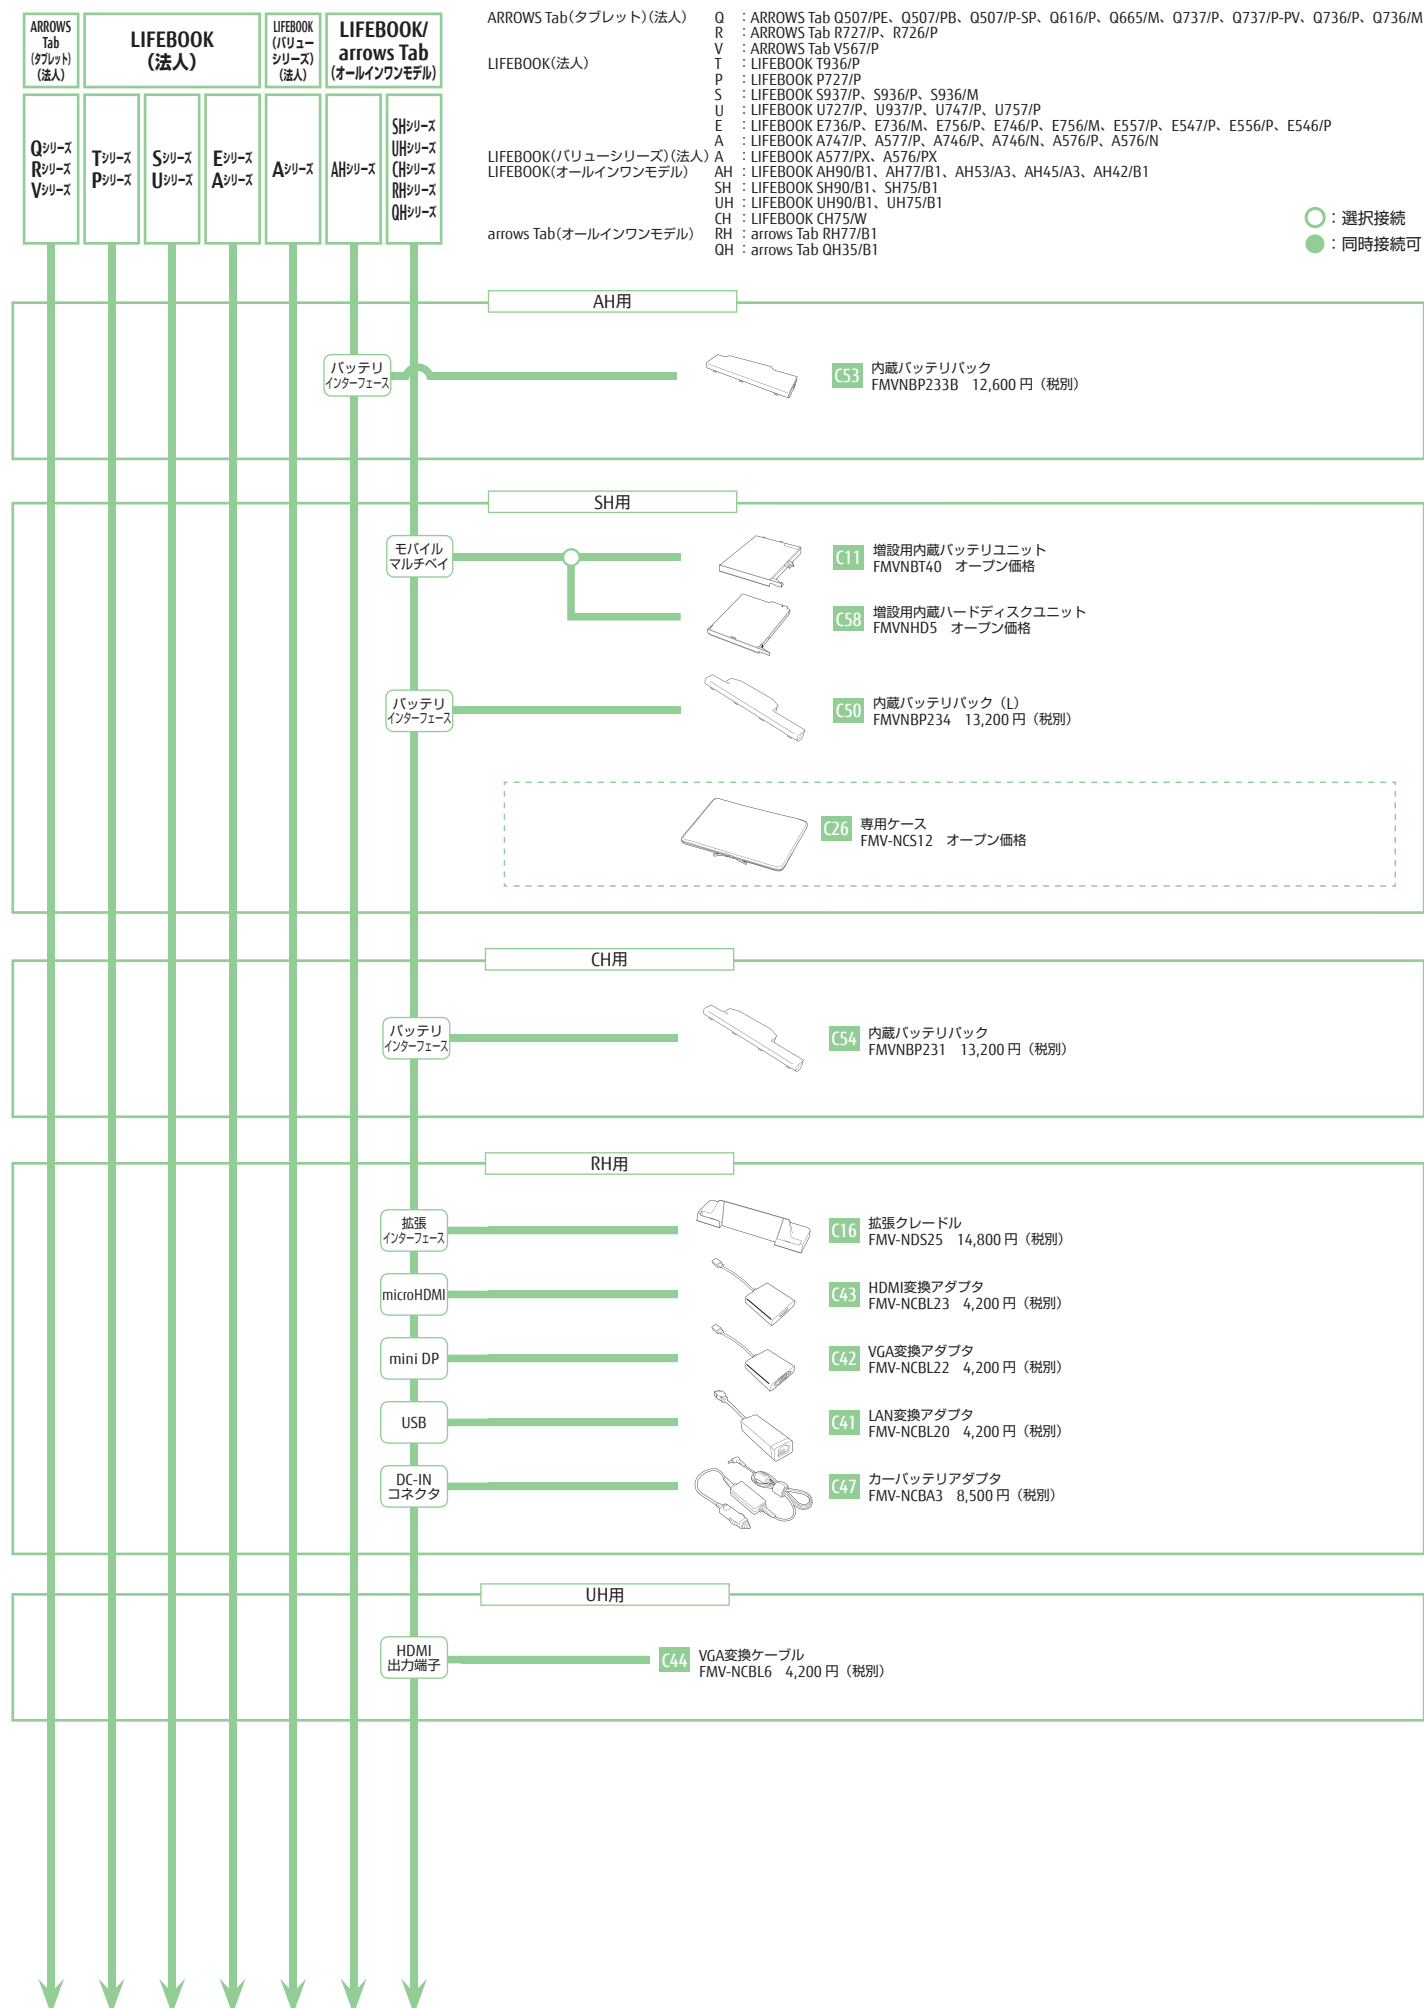 ARROWS
Tab
(タブレット)
(法人)
LIFEBOOK
(法人)
LIFEBOOK
(バリュー
シリーズ)
(法人)
LIFEBOOK/
arrows Tab
(オールインワンモデル)
Qシリーズ
Rシリーズ
Vシリーズ
Tシリーズ
Pシリーズ
Sシリーズ
Uシリーズ
Eシリーズ
Aシリーズ
Aシリーズ
AHシリーズ
SHシリーズ
UHシリーズ
CHシリーズ
RHシリーズ
QHシリーズ
ARROWS Tab(タブレット)(法人) Q :ARROWS Tab Q507/PE、Q507/PB、Q507/P-SP、Q616/P、Q665/M、Q737/P、Q737/P-PV、Q736/P、Q736/M
R :ARROWS Tab R727/P、R726/P
V :ARROWS Tab V567/P
LIFEBOOK(法人) T :LIFEBOOK T936/P
P :LIFEBOOK P727/P
S :LIFEBOOK S937/P、S936/P、S936/M
U :LIFEBOOK U727/P、U937/P、U747/P、U757/P
E :LIFEBOOK E736/P、E736/M、E756/P、E746/P、E756/M、E557/P、E547/P、E556/P、E546/P
A :LIFEBOOK A747/P、A577/P、A746/P、A746/N、A576/P、A576/N
LIFEBOOK(バリューシリーズ)(法人) A :LIFEBOOK A577/PX、A576/PX
LIFEBOOK(オールインワンモデル) AH :LIFEBOOK AH90/B1、AH77/B1、AH53/A3、AH45/A3、AH42/B1
SH :LIFEBOOK SH90/B1、SH75/B1
UH :LIFEBOOK UH90/B1、UH75/B1
CH :LIFEBOOK CH75/W
arrows Tab(オールインワンモデル) RH :arrows Tab RH77/B1
QH :arrows Tab QH35/B1
:選択接続
:同時接続可
AH用
バッテリ
インターフェース
C53 内蔵バッテリパック
FMVNBP233B 12,600円(税別)
SH用
モバイル
マルチベイ
C11 増設用内蔵バッテリユニット
FMVNBT40 オープン価格
C58 増設用内蔵ハードディスクユニット
FMVNHD5 オープン価格
バッテリ
インターフェース
C50 内蔵バッテリパック(L)
FMVNBP234 13,200円(税別)
C26 専用ケース
FMV-NCS12 オープン価格
CH用
バッテリ
インターフェース
C54 内蔵バッテリパック
FMVNBP231 13,200円(税別)
RH用
拡張
インターフェース
C16 拡張クレードル
FMV-NDS25 14,800円(税別)
microHDMI
C43 HDMI変換アダプタ
FMV-NCBL23 4,200円(税別)
mini DP
C42 VGA変換アダプタ
FMV-NCBL22 4,200円(税別)
USB
C41 LAN変換アダプタ
FMV-NCBL20 4,200円(税別)
DC-IN
コネクタ
C47 カーバッテリアダプタ
FMV-NCBA3 8,500円(税別)
UH用
HDMI
出力端子
C44 VGA変換ケーブル
FMV-NCBL6 4,200円(税別)